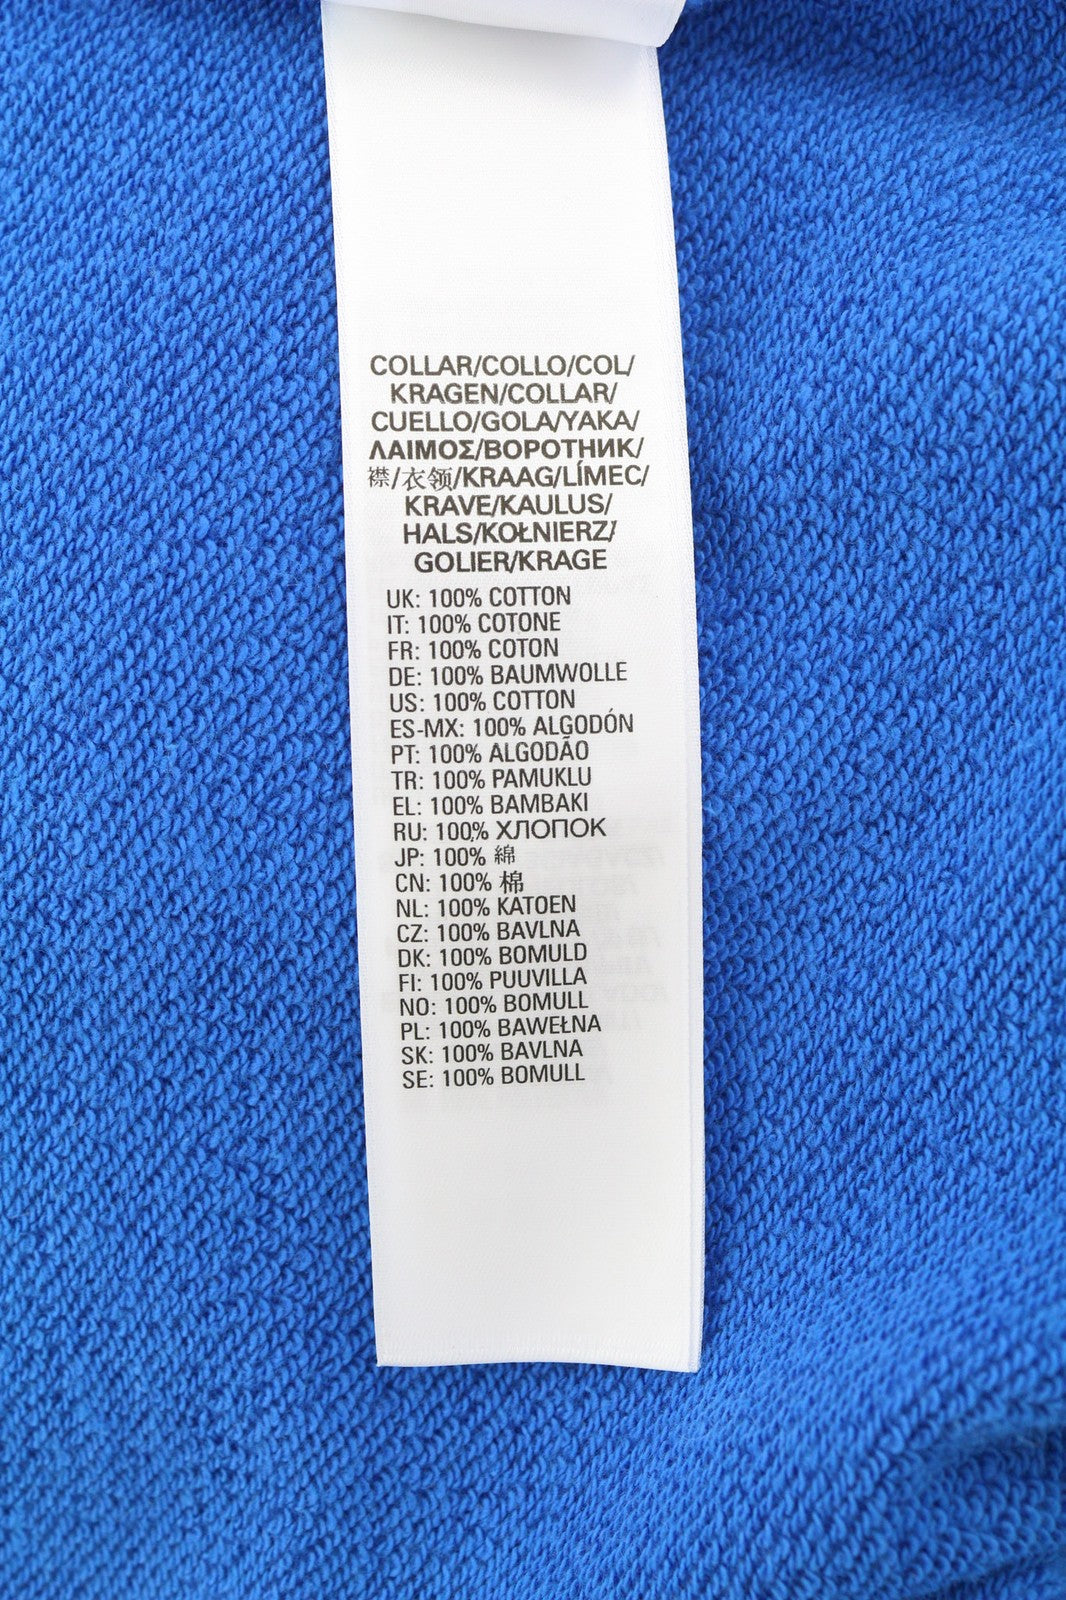 COLLAR/COLLO/COL/
KRAGEN/COLLAR/
CUELLO/GOLA/YAKA/
ΛΑΙΜΟΣ/ВОРОТНИК/
襟/衣领/KRAAG/LÍMEC/
KRAVE/KAULUS/
HALS/KOŁNIERZ/
GOLIER/KRAGE
UK: 100% COTTON
IT: 100% COTONE
FR: 100% COTON
DE: 100% BAUMWOLLE
US: 100% COTTON
ES-MX: 100% ALGODÓN
PT: 100% ALGODÃO
TR: 100% PAMUKLU
EL: 100% ΒΑΜΒΑΚΙ
RU: 100% ХЛОПОК
JP: 100% 綿
CN: 100% 棉
NL: 100% KATOEN
CZ: 100% BAVLNA
DK: 100% BOMULD
FI: 100% PUUVILLA
NO: 100% BOMULL
PL: 100% BAWEŁNA
SK: 100% BAVLNA
SE: 100% BOMULL